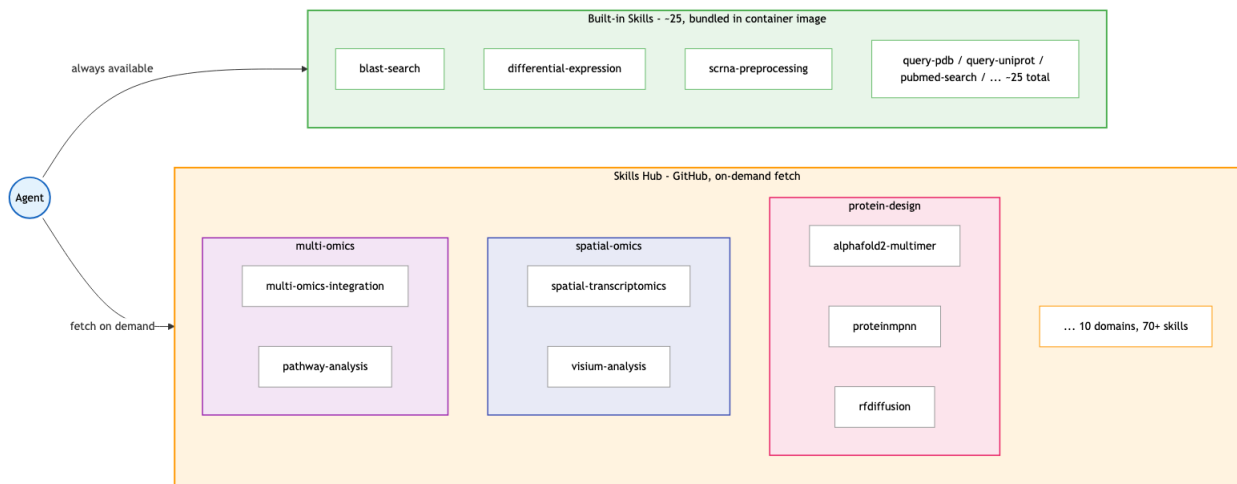 Built-in Skills - ~25, bundled in container image
always available
blast-search
differential-expression
scrna-preprocessing
query-pdb / query-uniprot /
pubmed-search / ... ~25 total
Agent
Skills Hub - GitHub, on-demand fetch
fetch on demand
multi-omics
multi-omics-integration
pathway-analysis
spatial-omics
spatial-transcriptomics
visium-analysis
protein-design
alphafold2-multimer
proteinmpnn
rfdiffusion
... 10 domains, 70+ skills